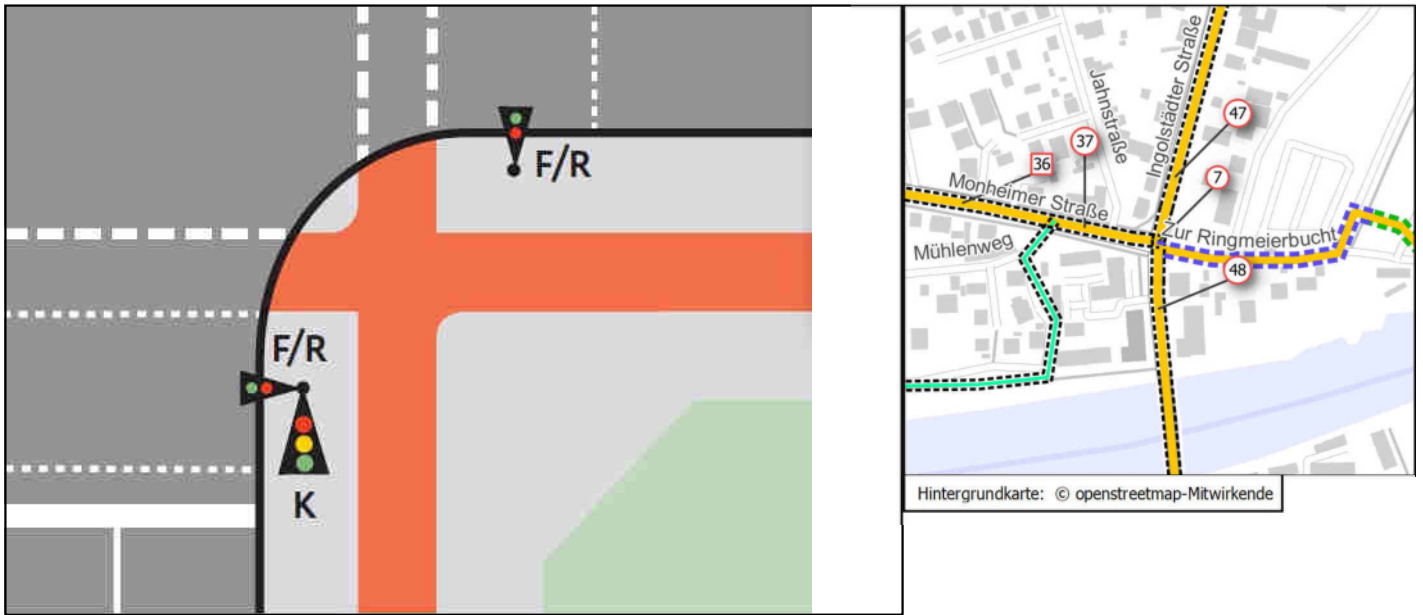 F/R
F/R
K
Jahnstraße
Ingolstädter Straße
47
37
36
7
Monheimer Straße
Zur Ringmeierbucht
Mühlenweg
48
Hintergrundkarte: © openstreetmap-Mitwirkende